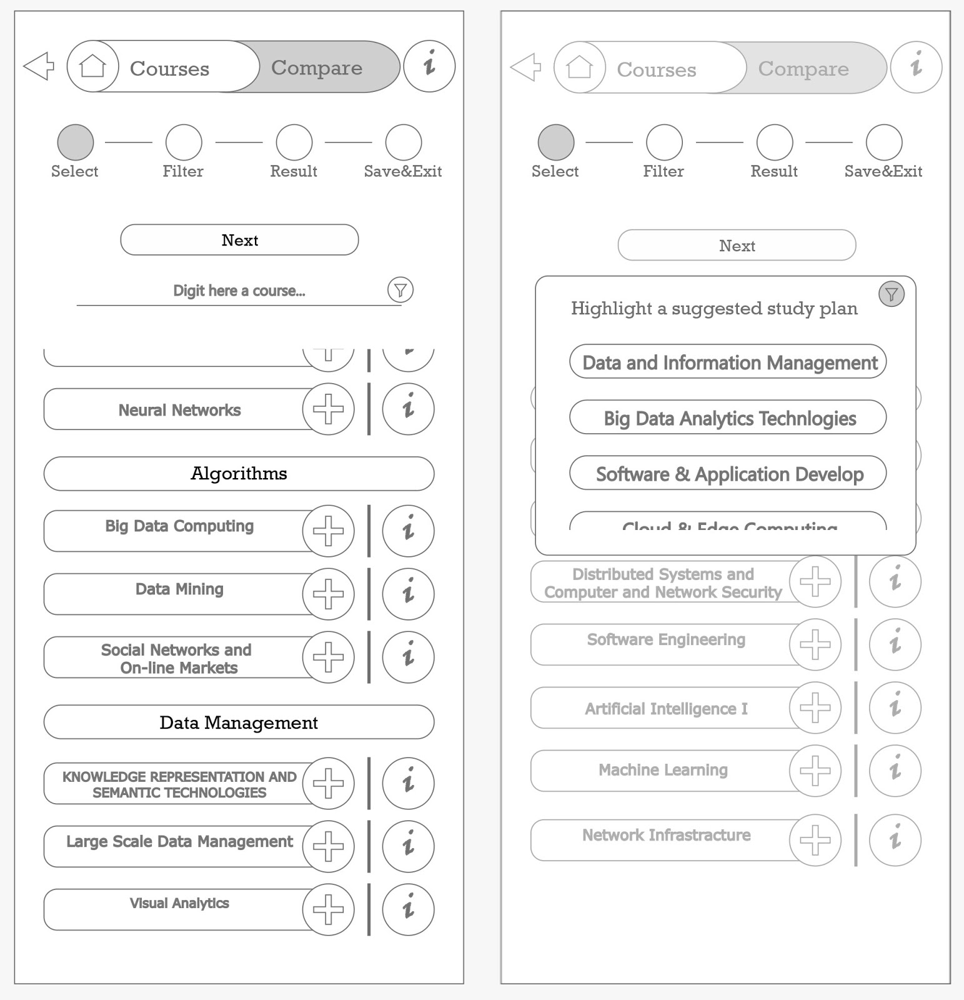 Courses
Compare
i
Select
Filter
Result
Save&Exit
Next
Digit here a course...
Neural Networks
i
Algorithms
Big Data Computing
i
Data Mining
i
Social Networks and
On-line Markets
i
Data Management
KNOWLEDGE REPRESENTATION AND
SEMANTIC TECHNOLOGIES
i
Large Scale Data Management
i
Visual Analytics
i
Courses
Compare
i
Select
Filter
Result
Save&Exit
Next
Highlight a suggested study plan
Data and Information Management
Big Data Analytics Technlogies
Software & Application Develop
Cloud & Edge Computing
Distributed Systems and
Computer and Network Security
i
Software Engineering
i
Artificial Intelligence I
i
Machine Learning
i
Network Infrastracture
i